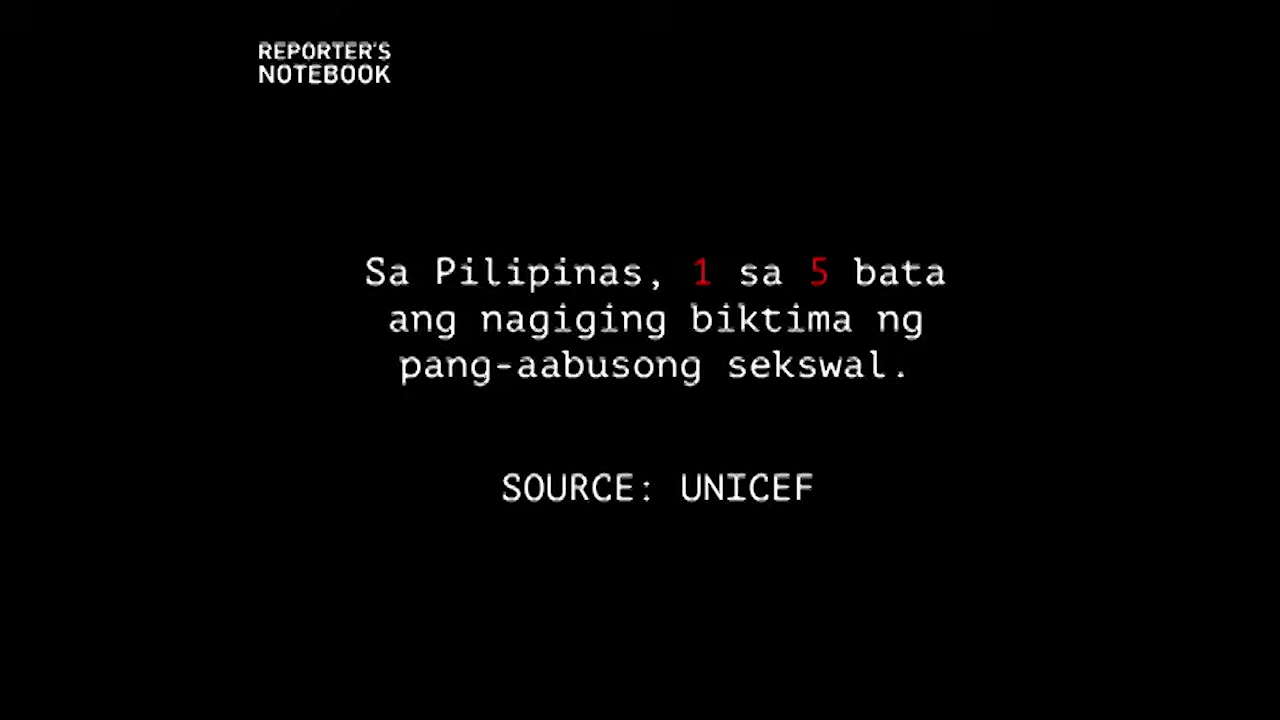 REPORTER'S
NOTEBOOK
Sa Pilipinas, 1 sa 5 bata
ang nagiging biktima ng
pang-aabusong sekswal.
SOURCE: UNICEF